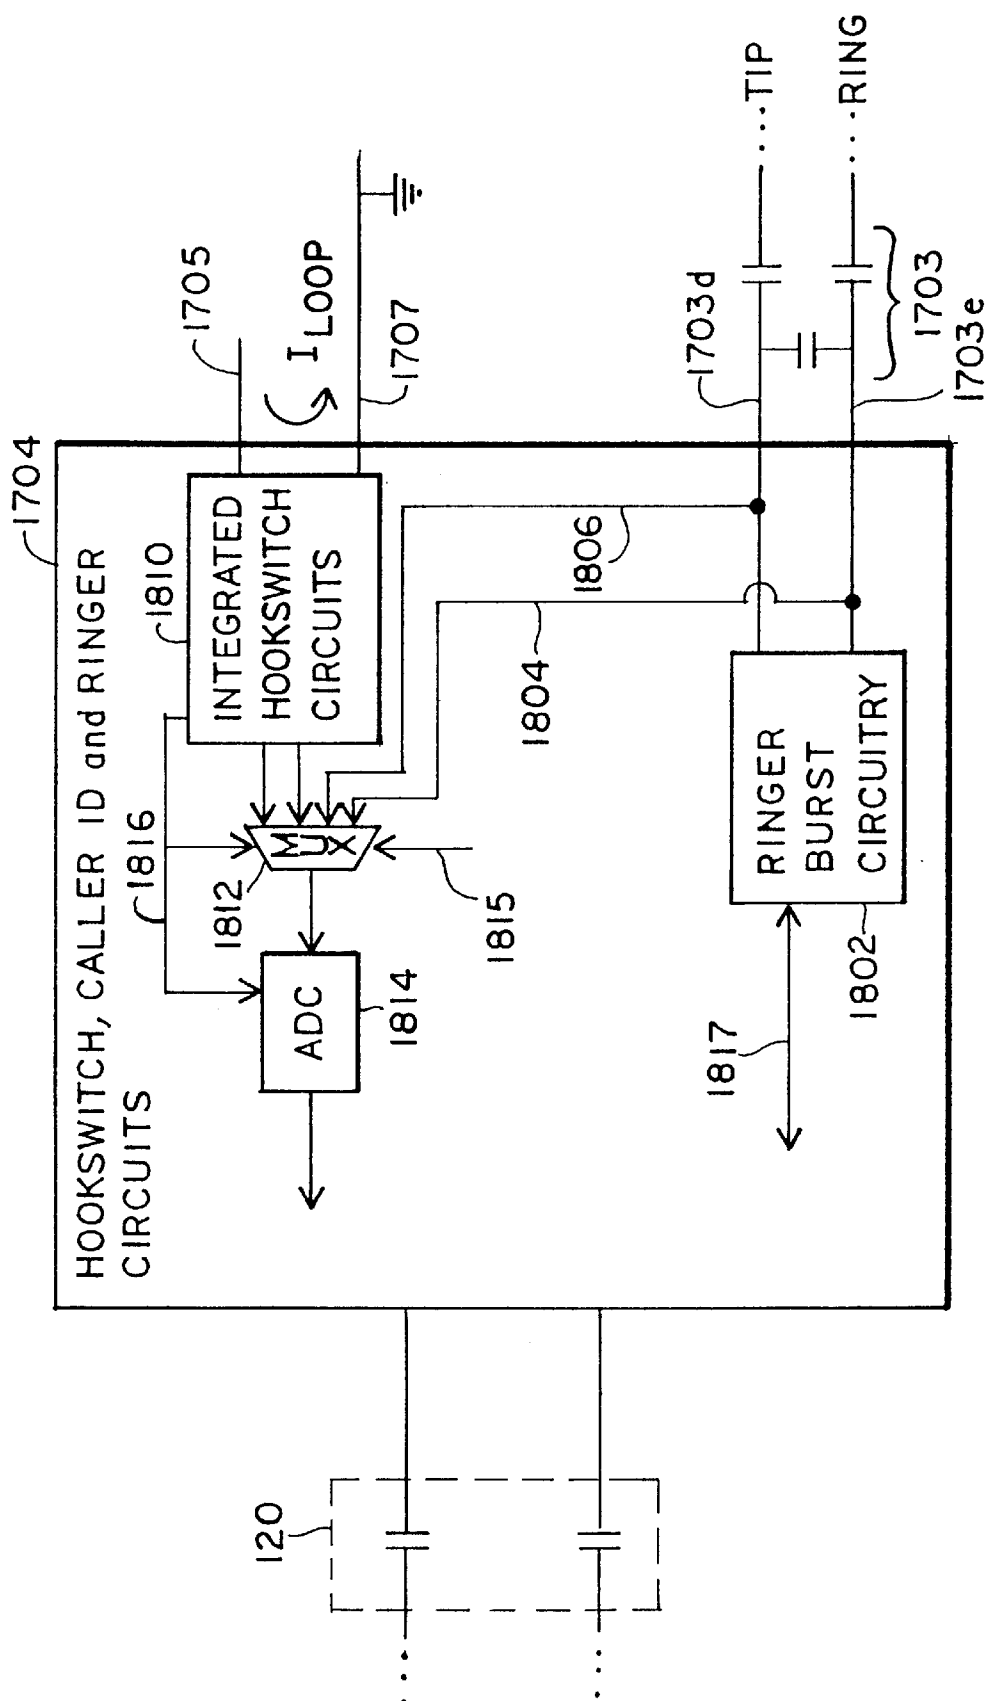 1704
HOOKSWITCH, CALLER ID and RINGER
CIRCUITS
1816
1810
1705
INTEGRATED
HOOKSWITCH
CIRCUITS
I LOOP
1707
1812
MUX
ADC
1814
1815
120
1806
1804
1817
1802
RINGER
BURST
CIRCUITRY
1703d
TIP
RING
1703
1703e